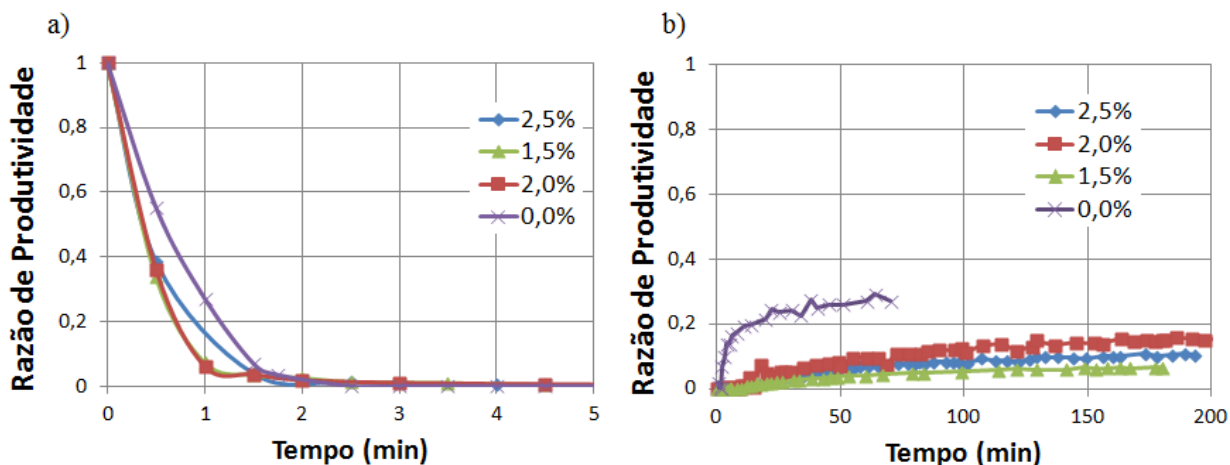 a)
Razão de Produtividade
1
0,8
0,6
0,4
0,2
0
2,5%
1,5%
2,0%
0,0%
0 1 2 3 4 5
Tempo (min)
b)
Razão de Produtividade
1
0,8
0,6
0,4
0,2
0
2,5%
2,0%
1,5%
0,0%
0 50 100 150 200
Tempo (min)